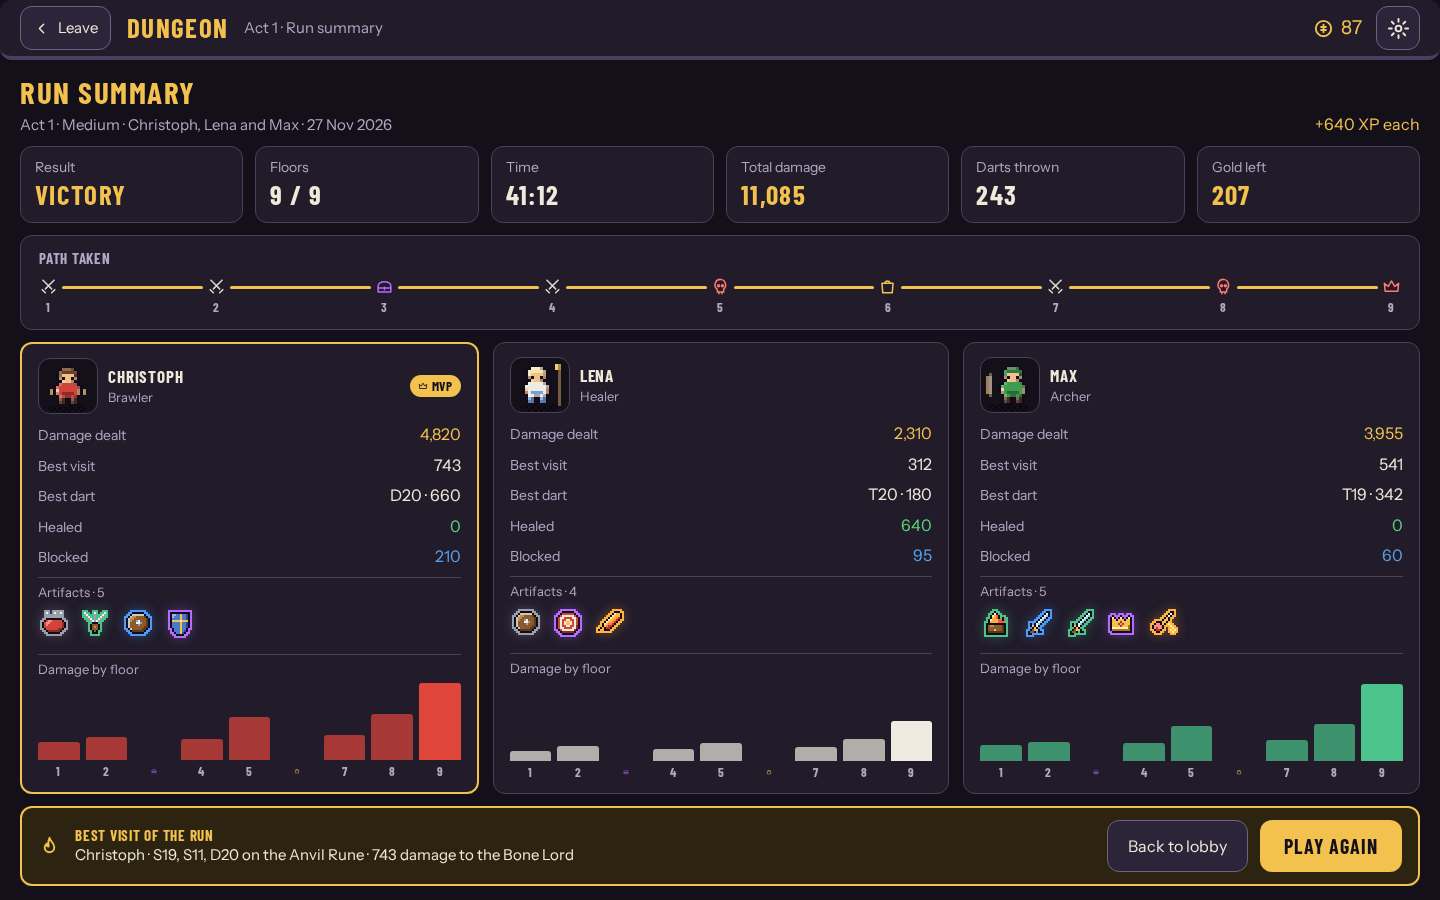 Leave
DUNGEON
Act 1 · Run summary
87
RUN SUMMARY
Act 1 · Medium · Christoph, Lena and Max · 27 Nov 2026
+640 XP each
Result
VICTORY
Floors
9 / 9
Time
41:12
Total damage
11,085
Darts thrown
243
Gold left
207
PATH TAKEN
1 2 3 4 5 6 7 8 9
CHRISTOPH
Brawler
MVP
Damage dealt 4,820
Best visit 743
Best dart D20 · 660
Healed 0
Blocked 210
Artifacts · 5
Damage by floor
1 2 4 5 7 8 9
LENA
Healer
Damage dealt 2,310
Best visit 312
Best dart T20 · 180
Healed 640
Blocked 95
Artifacts · 4
Damage by floor
1 2 4 5 7 8 9
MAX
Archer
Damage dealt 3,955
Best visit 541
Best dart T19 · 342
Healed 0
Blocked 60
Artifacts · 5
Damage by floor
1 2 4 5 7 8 9
BEST VISIT OF THE RUN
Christoph · S19, S11, D20 on the Anvil Rune · 743 damage to the Bone Lord
Back to lobby
PLAY AGAIN